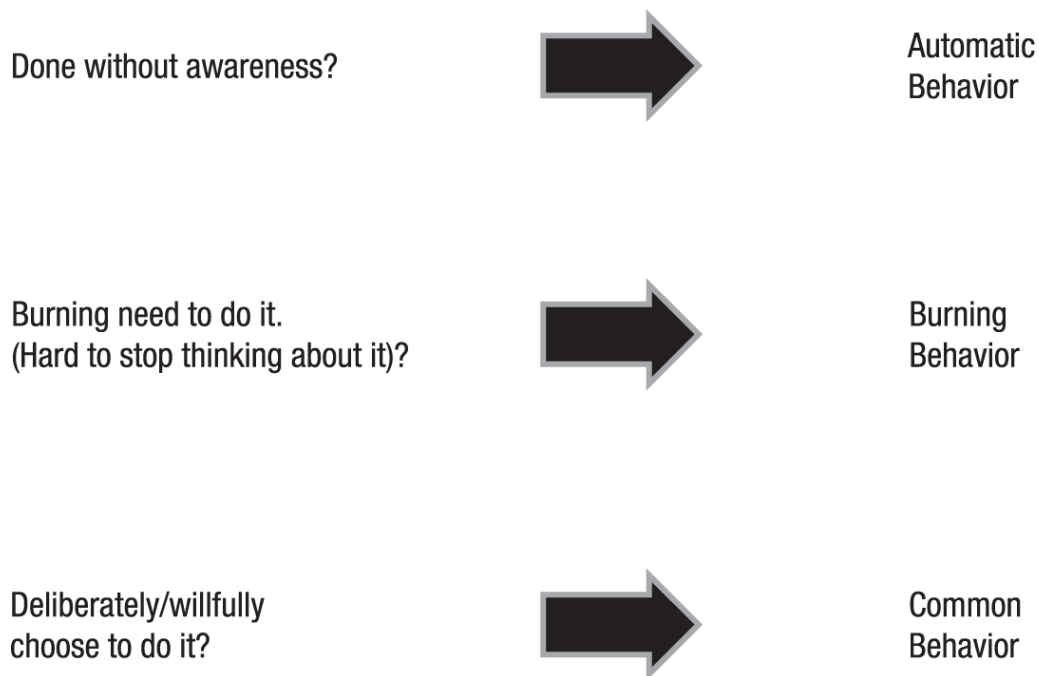 Done without awareness?
Automatic
Behavior
Burning need to do it.
(Hard to stop thinking about it)?
Burning
Behavior
Deliberately/willfully
choose to do it?
Common
Behavior